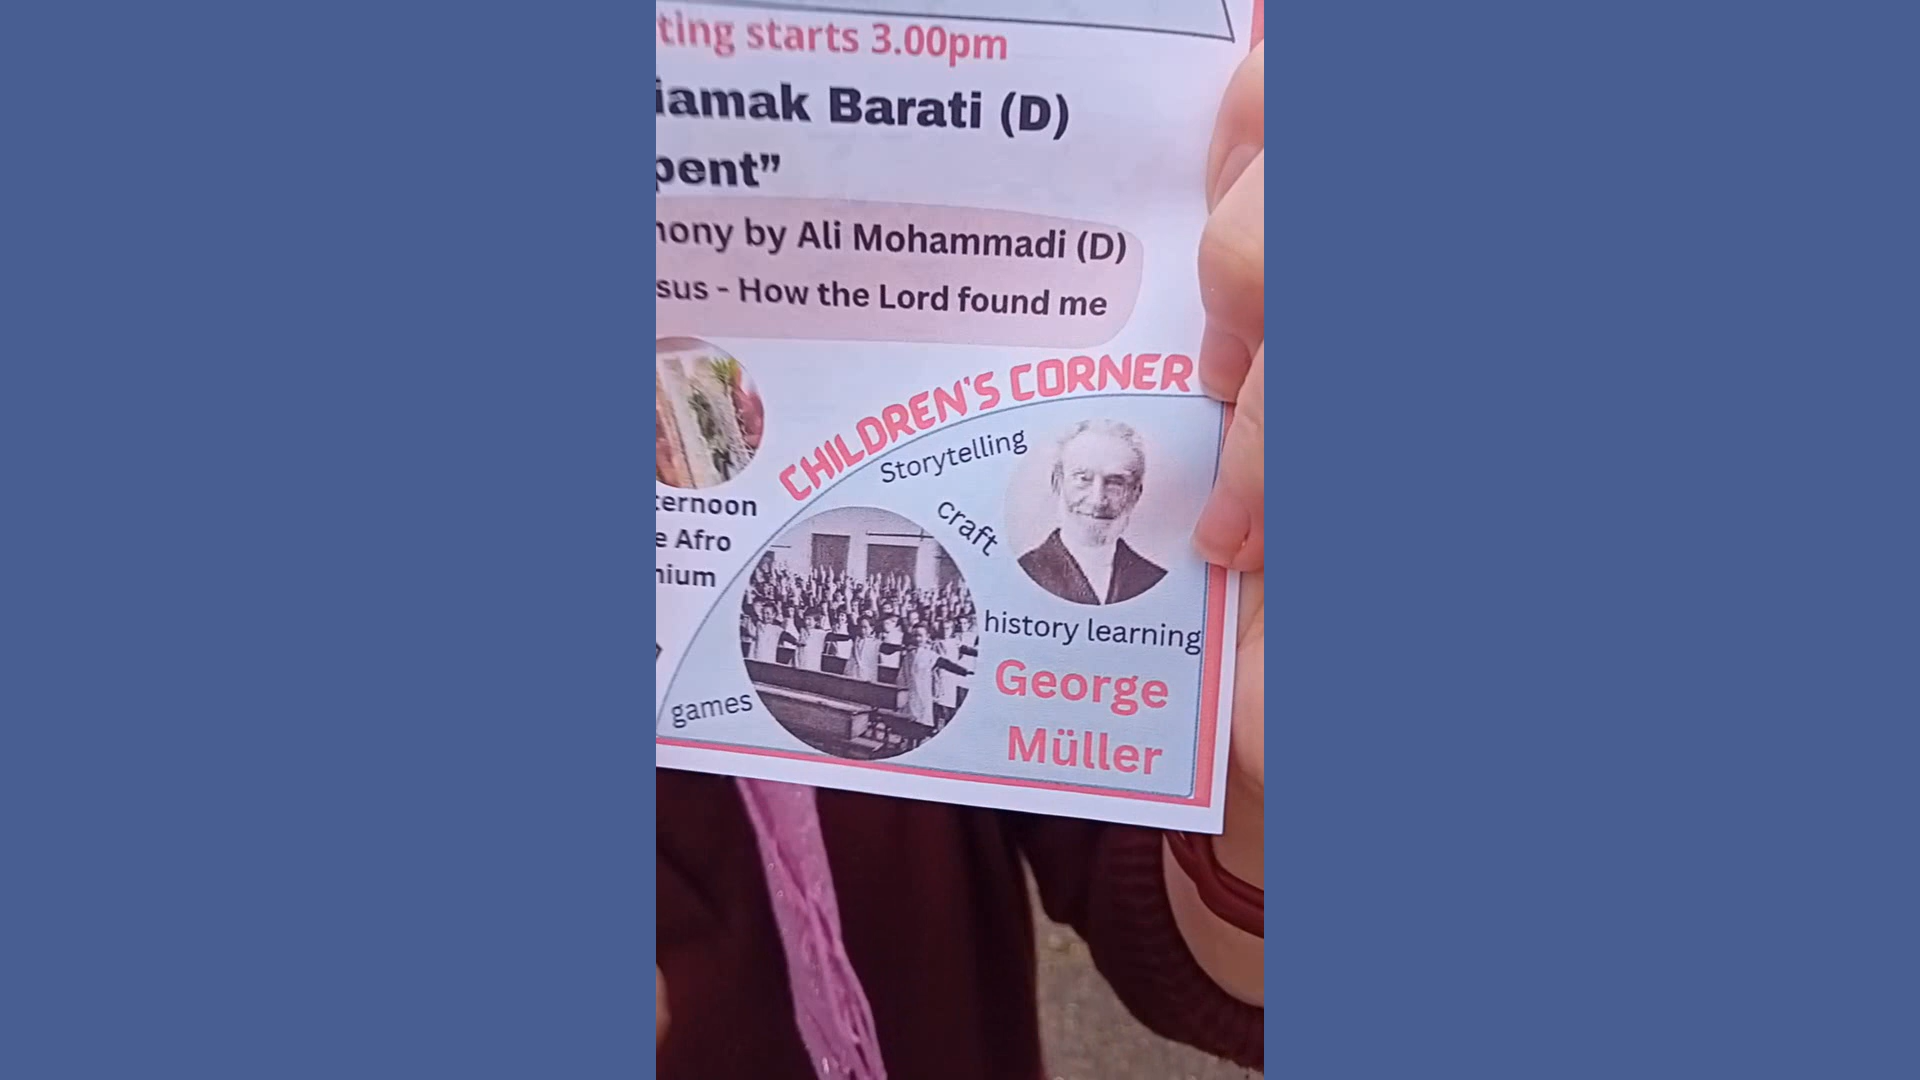 ting starts 3.00pm
iamak Barati (D)
pent”
mony by Ali Mohammadi (D)
sus - How the Lord found me
CHILDREN'S CORNER
Storytelling
craft
ternoon
e Afro
nium
history learning
George
Müller
games